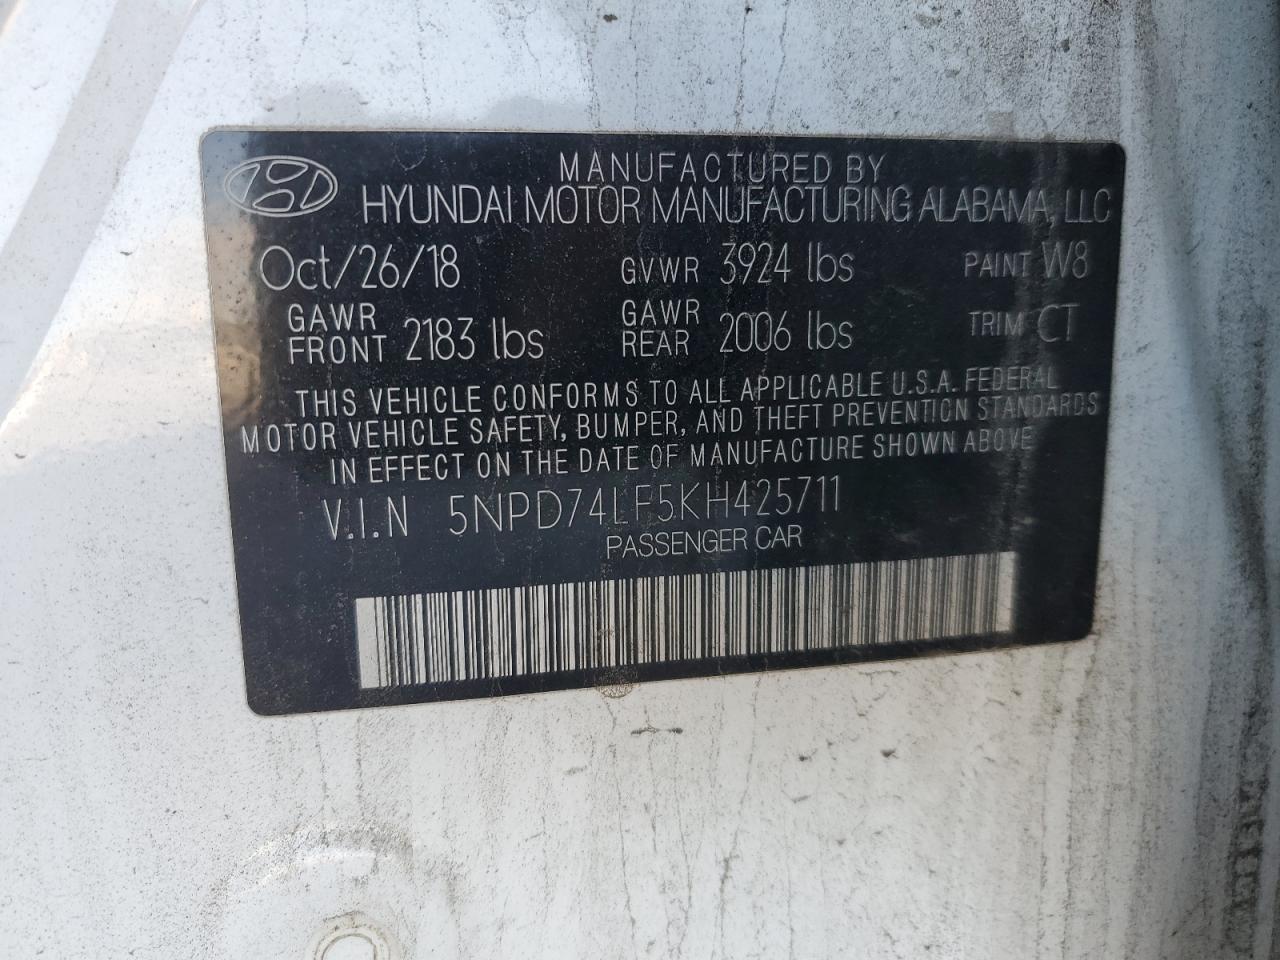 MANUFACTURED BY
HYUNDAI MOTOR MANUFACTURING ALABAMA, LLC
Oct/26/18 GVWR 3924 lbs PAINT W8
GAWR FRONT 2183 lbs GAWR REAR 2006 lbs TRIM CT
THIS VEHICLE CONFORMS TO ALL APPLICABLE U.S.A. FEDERAL
MOTOR VEHICLE SAFETY, BUMPER, AND THEFT PREVENTION STANDARDS
IN EFFECT ON THE DATE OF MANUFACTURE SHOWN ABOVE
V.I.N 5NPD74LF5KH425711
PASSENGER CAR